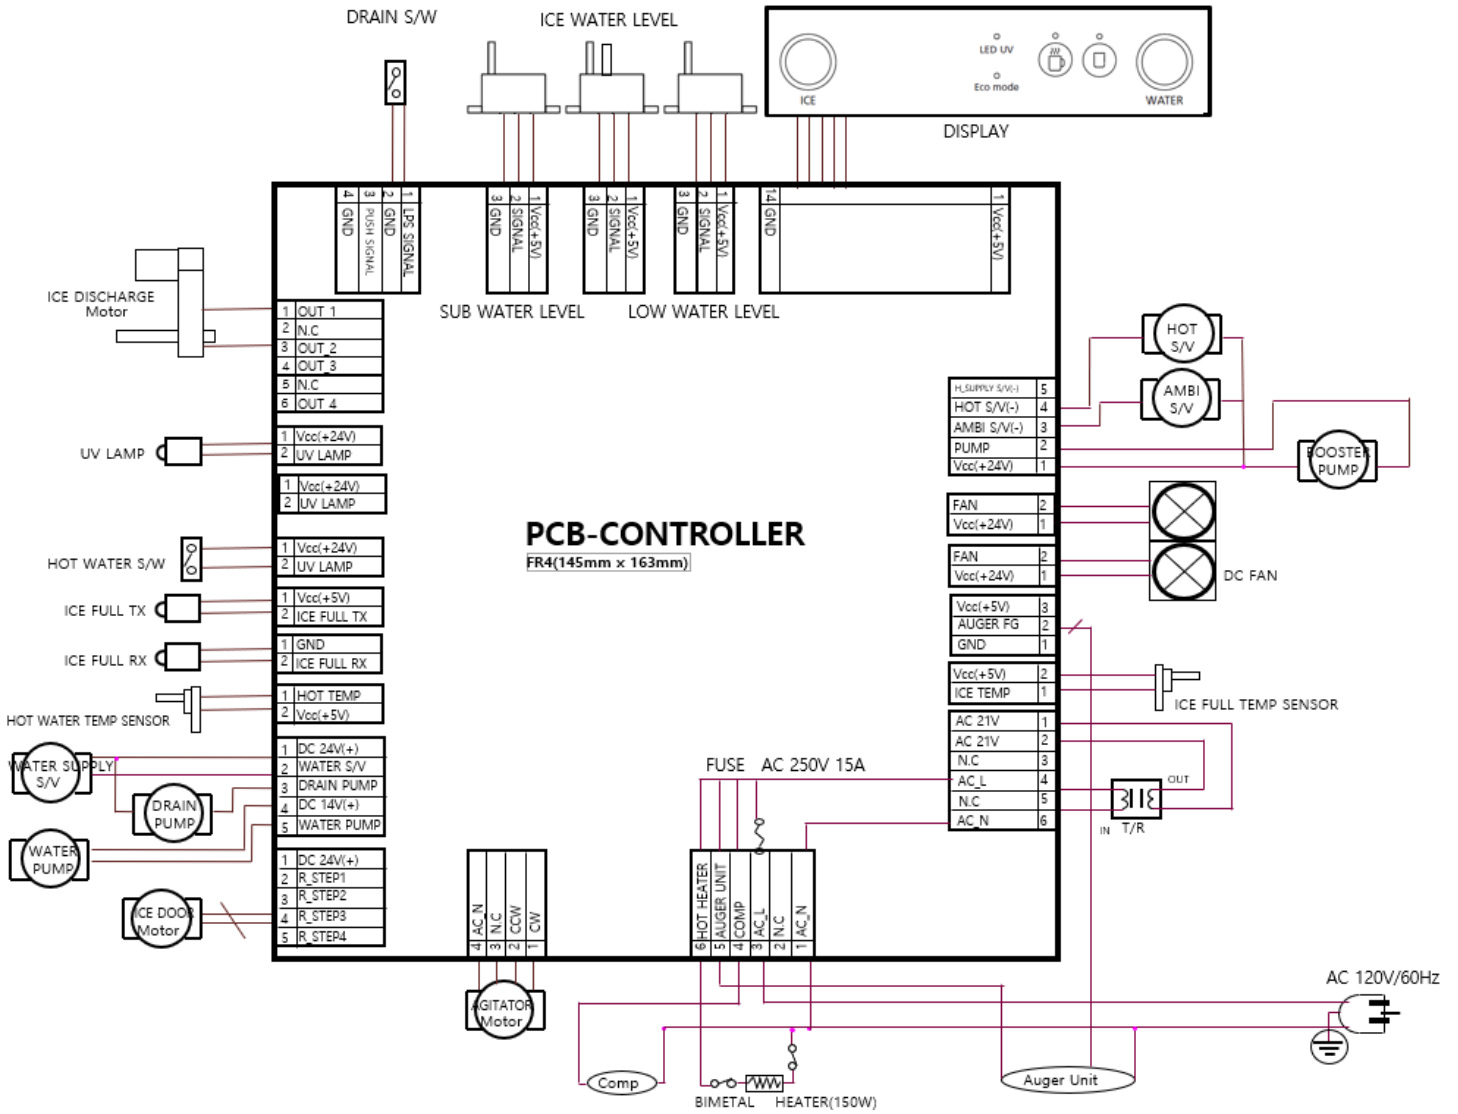 DRAIN S/W
ICE WATER LEVEL
LED UV
Eco mode
ICE
WATER
DISPLAY
4 GND
3 PUSH SIGNAL
2 GND
1 LPS SIGNAL
3 GND
2 SIGNAL
1 Vcc(+5V)
3 GND
2 SIGNAL
1 Vcc(+5V)
3 GND
2 SIGNAL
1 Vcc(+5V)
14 GND
1 Vcc(+5V)
SUB WATER LEVEL
LOW WATER LEVEL
ICE DISCHARGE
Motor
1 OUT 1
2 N.C
3 OUT_2
4 OUT_3
5 N.C
6 OUT 4
UV LAMP
1 Vcc(+24V)
2 UV LAMP
1 Vcc(+24V)
2 UV LAMP
HOT WATER S/W
1 Vcc(+24V)
2 UV LAMP
ICE FULL TX
1 Vcc(+5V)
2 ICE FULL TX
ICE FULL RX
1 GND
2 ICE FULL RX
HOT WATER TEMP SENSOR
1 HOT TEMP
2 Vcc(+5V)
WATER SUPPLY
S/V
DRAIN
PUMP
WATER
PUMP
1 DC 24V(+)
2 WATER S/V
3 DRAIN PUMP
4 DC 14V(+)
5 WATER PUMP
ICE DOOR
Motor
1 DC 24V(+)
2 R_STEP1
3 R_STEP2
4 R_STEP3
5 R_STEP4
PCB-CONTROLLER
FR4(145mm x 163mm)
HOT
S/V
AMBI
S/V
BOOSTER
PUMP
H_SUPPLY S/V(-) 5
HOT S/V(-) 4
AMBI S/V(-) 3
PUMP 2
Vcc(+24V) 1
FAN 2
Vcc(+24V) 1
FAN 2
Vcc(+24V) 1
DC FAN
Vcc(+5V) 3
AUGER FG 2
GND 1
Vcc(+5V) 2
ICE TEMP 1
ICE FULL TEMP SENSOR
AC 21V 1
AC 21V 2
N.C 3
AC_L 4
N.C 5
AC_N 6
OUT
IN T/R
FUSE AC 250V 15A
4 AC_N
3 N.C
2 CCW
1 CW
AGITATOR
Motor
6 HOT HEATER
5 AUGER UNIT
4 COMP
3 AC_L
2 N.C
1 AC_N
AC 120V/60Hz
Comp
BIMETAL
HEATER(150W)
Auger Unit